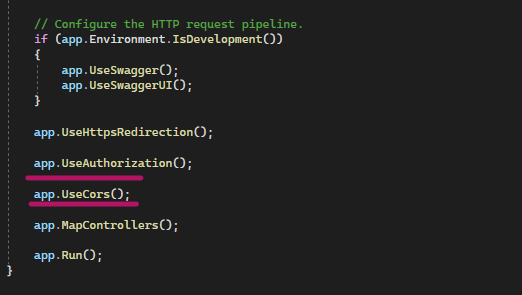 // Configure the HTTP request pipeline.
if (app.Environment.IsDevelopment())
{
app.UseSwagger();
app.UseSwaggerUI();
}
app.UseHttpsRedirection();
app.UseAuthorization();
app.UseCors();
app.MapControllers();
app.Run();
}